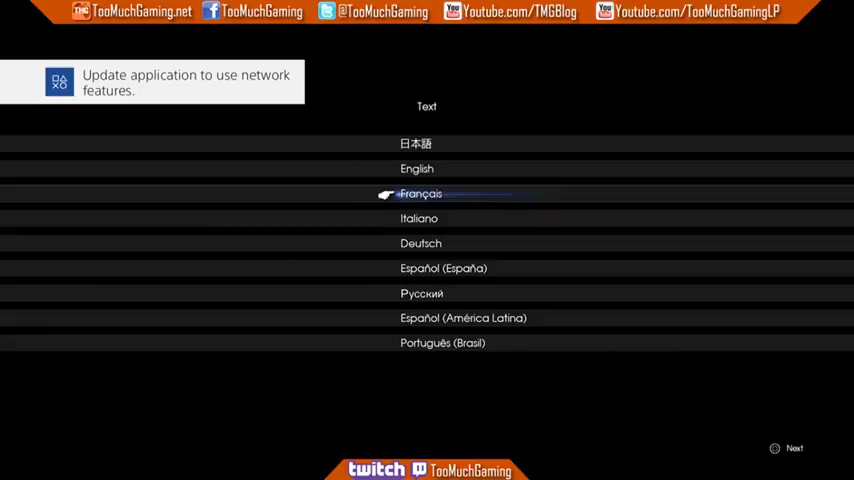 TooMuchGaming.net TooMuchGaming @TooMuchGaming Youtube.com/TMGBlog Youtube.com/TooMuchGamingLP
Update application to use network
features.
Text
日本語
English
Français
Italiano
Deutsch
Español (España)
Русский
Español (América Latina)
Português (Brasil)
Next
twitch TooMuchGaming